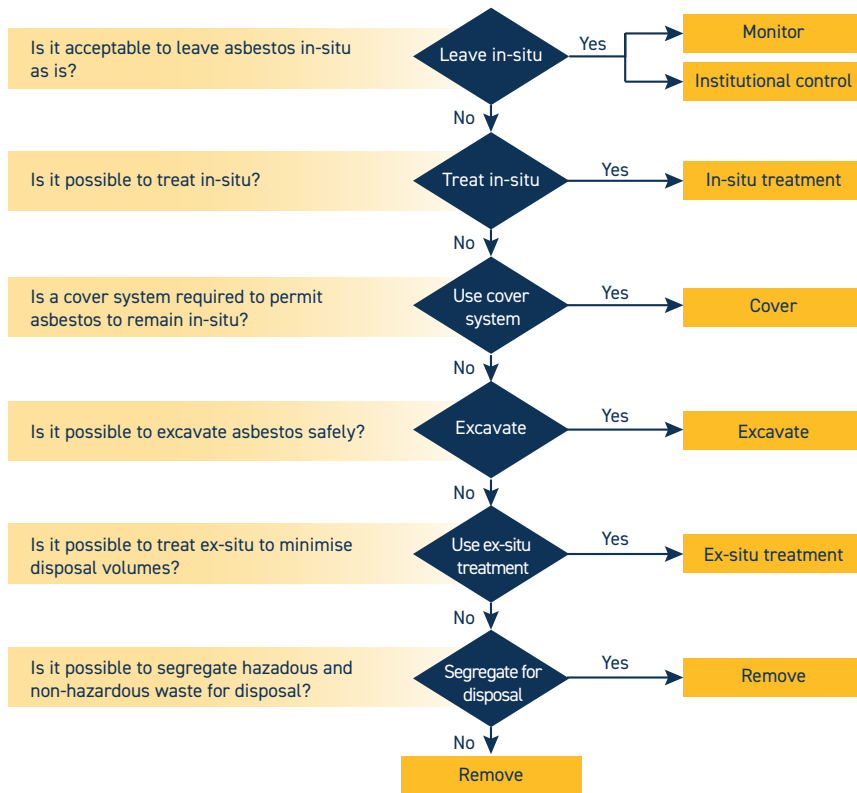 Is it acceptable to leave asbestos in-situ
as is?
Leave in-situ
Yes
Monitor
Institutional control
No
Is it possible to treat in-situ?
Treat in-situ
Yes
In-situ treatment
No
Is a cover system required to permit
asbestos to remain in-situ?
Use cover
system
Yes
Cover
No
Is it possible to excavate asbestos safely?
Excavate
Yes
Excavate
No
Is it possible to treat ex-situ to minimise
disposal volumes?
Use ex-situ
treatment
Yes
Ex-situ treatment
No
Is it possible to segregate hazadous and
non-hazardous waste for disposal?
Segregate for
disposal
Yes
Remove
No
Remove